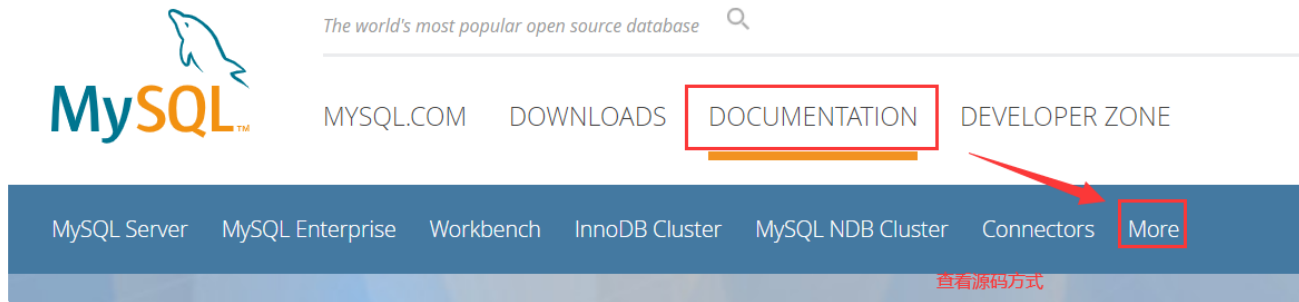 The world's most popular open source database
MySQL™
MYSQL.COM DOWNLOADS DOCUMENTATION DEVELOPER ZONE
MySQL Server MySQL Enterprise Workbench InnoDB Cluster MySQL NDB Cluster Connectors More
查看源码方式